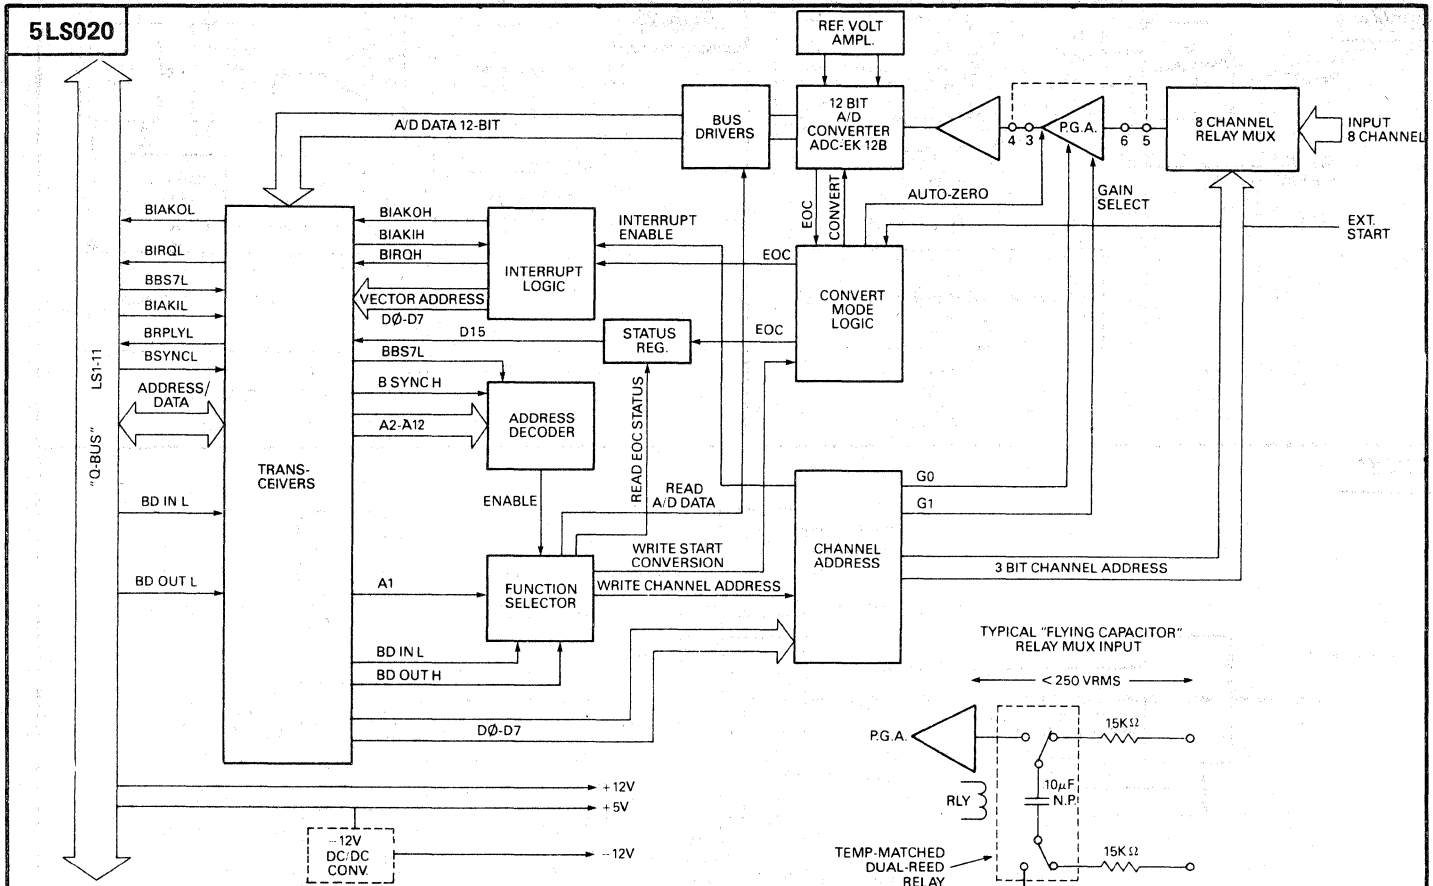 5LS020
REF. VOLT
AMPL.
12 BIT
A/D
CONVERTER
ADC-EK 12B
BUS
DRIVERS
A/D DATA 12-BIT
4 3
P.G.A.
6 5
8 CHANNEL
RELAY MUX
INPUT
8 CHANNEL
BIAKOL
BIRQL
BBS7L
BIAKIL
BRPLYL
BSYNCL
ADDRESS/
DATA
BD IN L
BD OUT L
"Q-BUS" LS1-11
TRANS-
CEIVERS
BIAKOH
BIAKIH
BIRQH
VECTOR ADDRESS
DØ-D7
INTERRUPT
LOGIC
INTERRUPT
ENABLE
EOC
CONVERT
AUTO-ZERO
GAIN
SELECT
EXT.
START
EOC
CONVERT
MODE
LOGIC
EOC
D15
STATUS
REG.
BBS7L
B SYNC H
A2-A12
ADDRESS
DECODER
READ EOC STATUS
READ
A/D DATA
ENABLE
G0
G1
A1
FUNCTION
SELECTOR
WRITE START
CONVERSION
WRITE CHANNEL ADDRESS
CHANNEL
ADDRESS
3 BIT CHANNEL ADDRESS
BD IN L
BD OUT H
DØ-D7
+12V
+5V
-12V
DC/DC
CONV.
-12V
TYPICAL "FLYING CAPACITOR"
RELAY MUX INPUT
< 250 VRMS
P.G.A.
15KΩ
RLY
10µF
N.P.
15KΩ
TEMP-MATCHED
DUAL-REED
RELAY